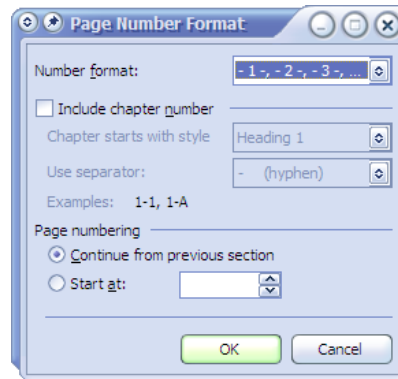 Page Number Format
Number format: - 1 -, - 2 -, - 3 -, ...
Include chapter number
Chapter starts with style Heading 1
Use separator: - (hyphen)
Examples: 1-1, 1-A
Page numbering
Continue from previous section
Start at:
OK Cancel